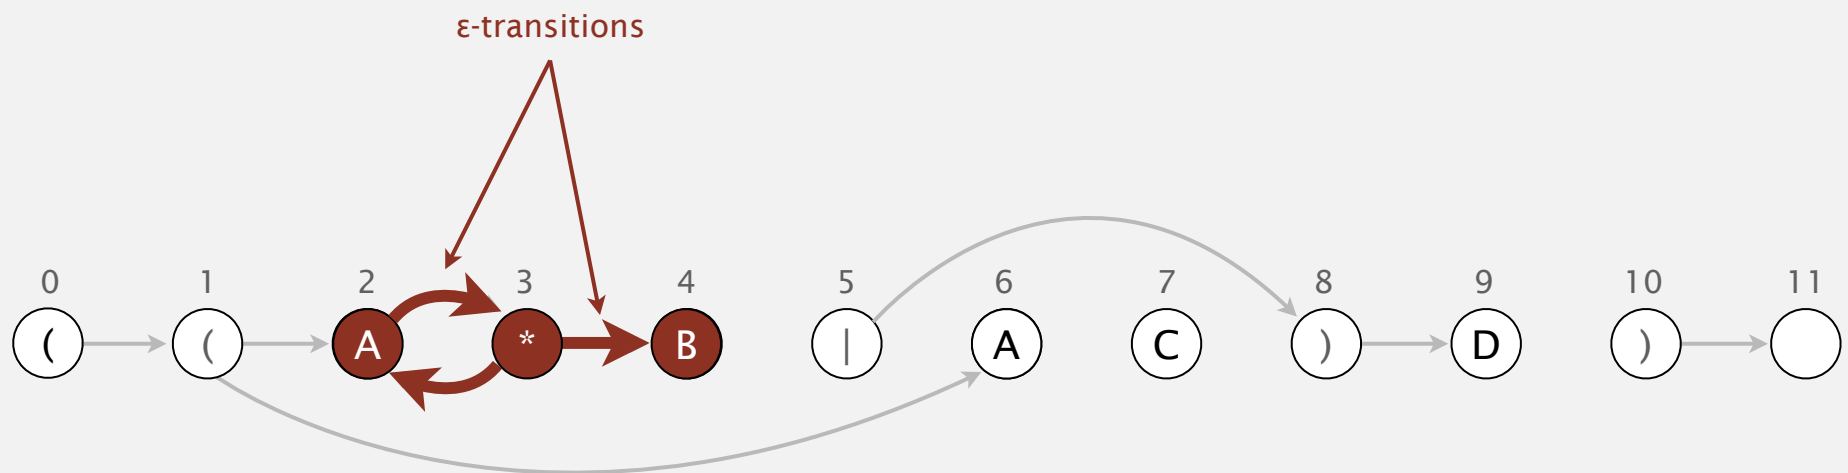 ε-transitions
0 1 2 3 4 5 6 7 8 9 10 11
( ( A * B | A C ) D )